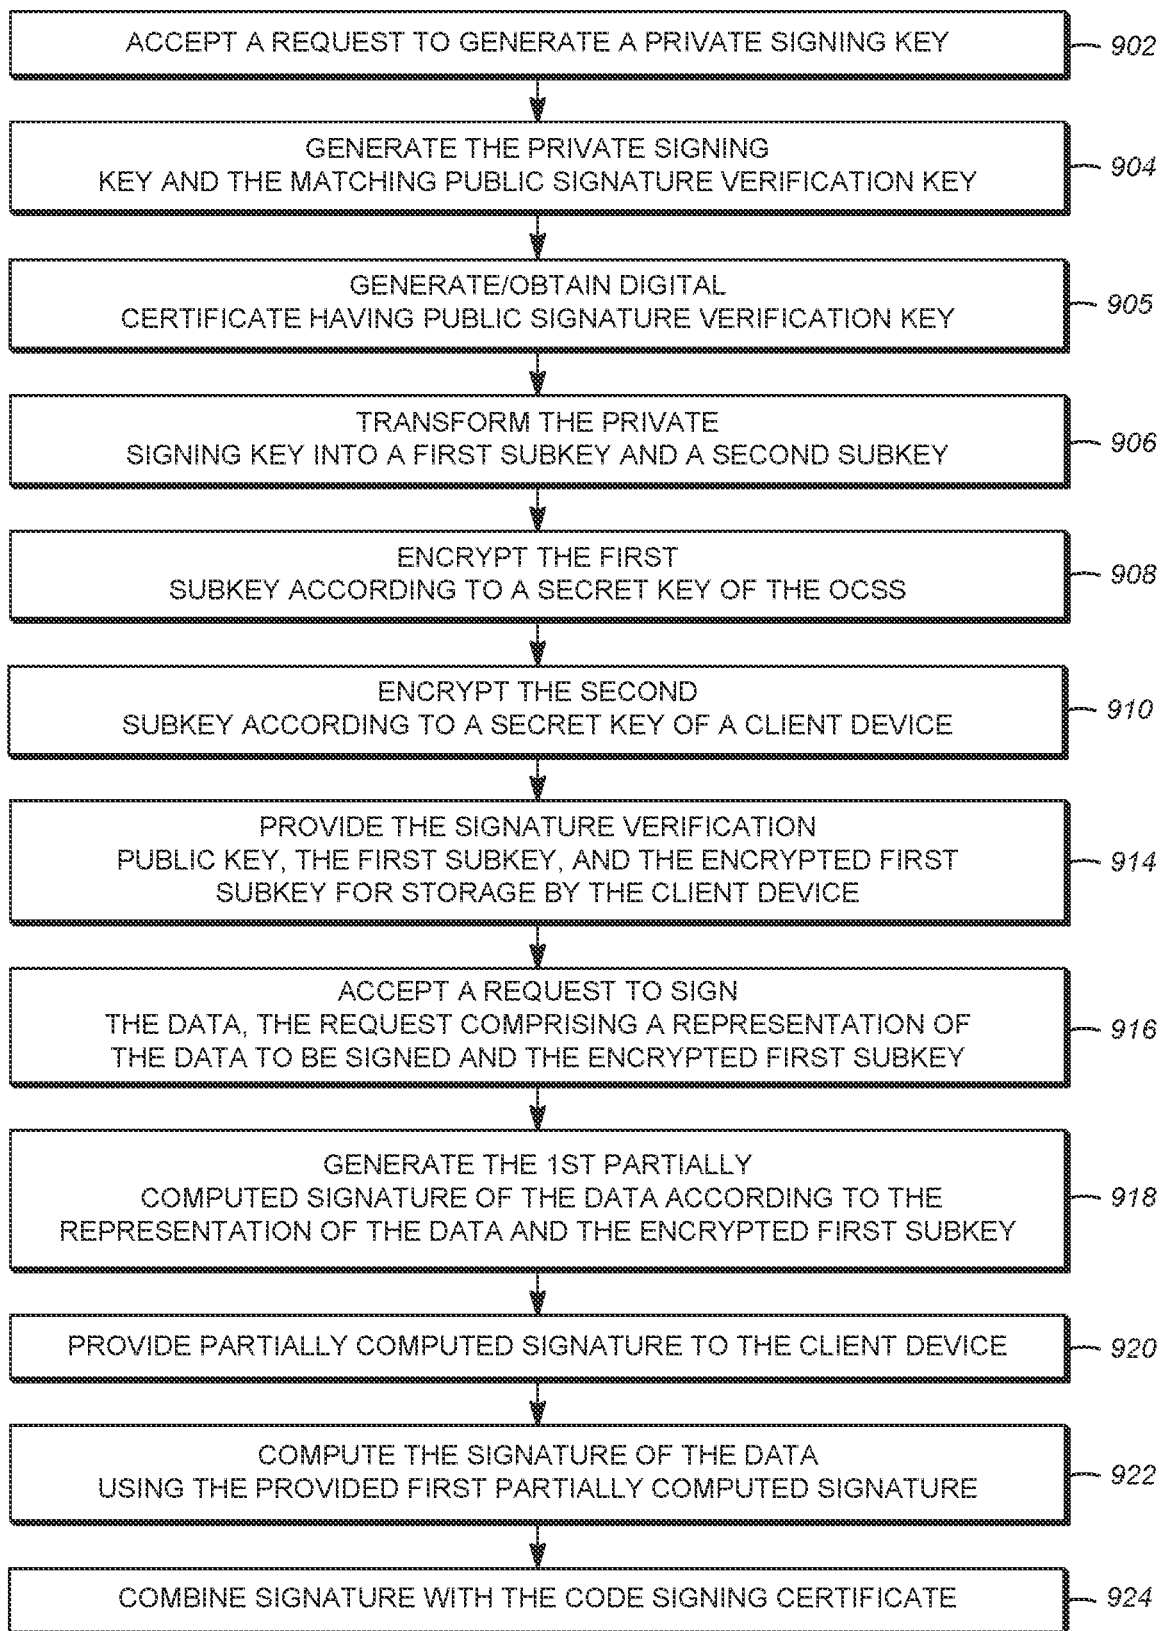 ACCEPT A REQUEST TO GENERATE A PRIVATE SIGNING KEY
902
GENERATE THE PRIVATE SIGNING
KEY AND THE MATCHING PUBLIC SIGNATURE VERIFICATION KEY
904
GENERATE/OBTAIN DIGITAL
CERTIFICATE HAVING PUBLIC SIGNATURE VERIFICATION KEY
905
TRANSFORM THE PRIVATE
SIGNING KEY INTO A FIRST SUBKEY AND A SECOND SUBKEY
906
ENCRYPT THE FIRST
SUBKEY ACCORDING TO A SECRET KEY OF THE OCSS
908
ENCRYPT THE SECOND
SUBKEY ACCORDING TO A SECRET KEY OF A CLIENT DEVICE
910
PROVIDE THE SIGNATURE VERIFICATION
PUBLIC KEY, THE FIRST SUBKEY, AND THE ENCRYPTED FIRST
SUBKEY FOR STORAGE BY THE CLIENT DEVICE
914
ACCEPT A REQUEST TO SIGN
THE DATA, THE REQUEST COMPRISING A REPRESENTATION OF
THE DATA TO BE SIGNED AND THE ENCRYPTED FIRST SUBKEY
916
GENERATE THE 1ST PARTIALLY
COMPUTED SIGNATURE OF THE DATA ACCORDING TO THE
REPRESENTATION OF THE DATA AND THE ENCRYPTED FIRST SUBKEY
918
PROVIDE PARTIALLY COMPUTED SIGNATURE TO THE CLIENT DEVICE
920
COMPUTE THE SIGNATURE OF THE DATA
USING THE PROVIDED FIRST PARTIALLY COMPUTED SIGNATURE
922
COMBINE SIGNATURE WITH THE CODE SIGNING CERTIFICATE
924